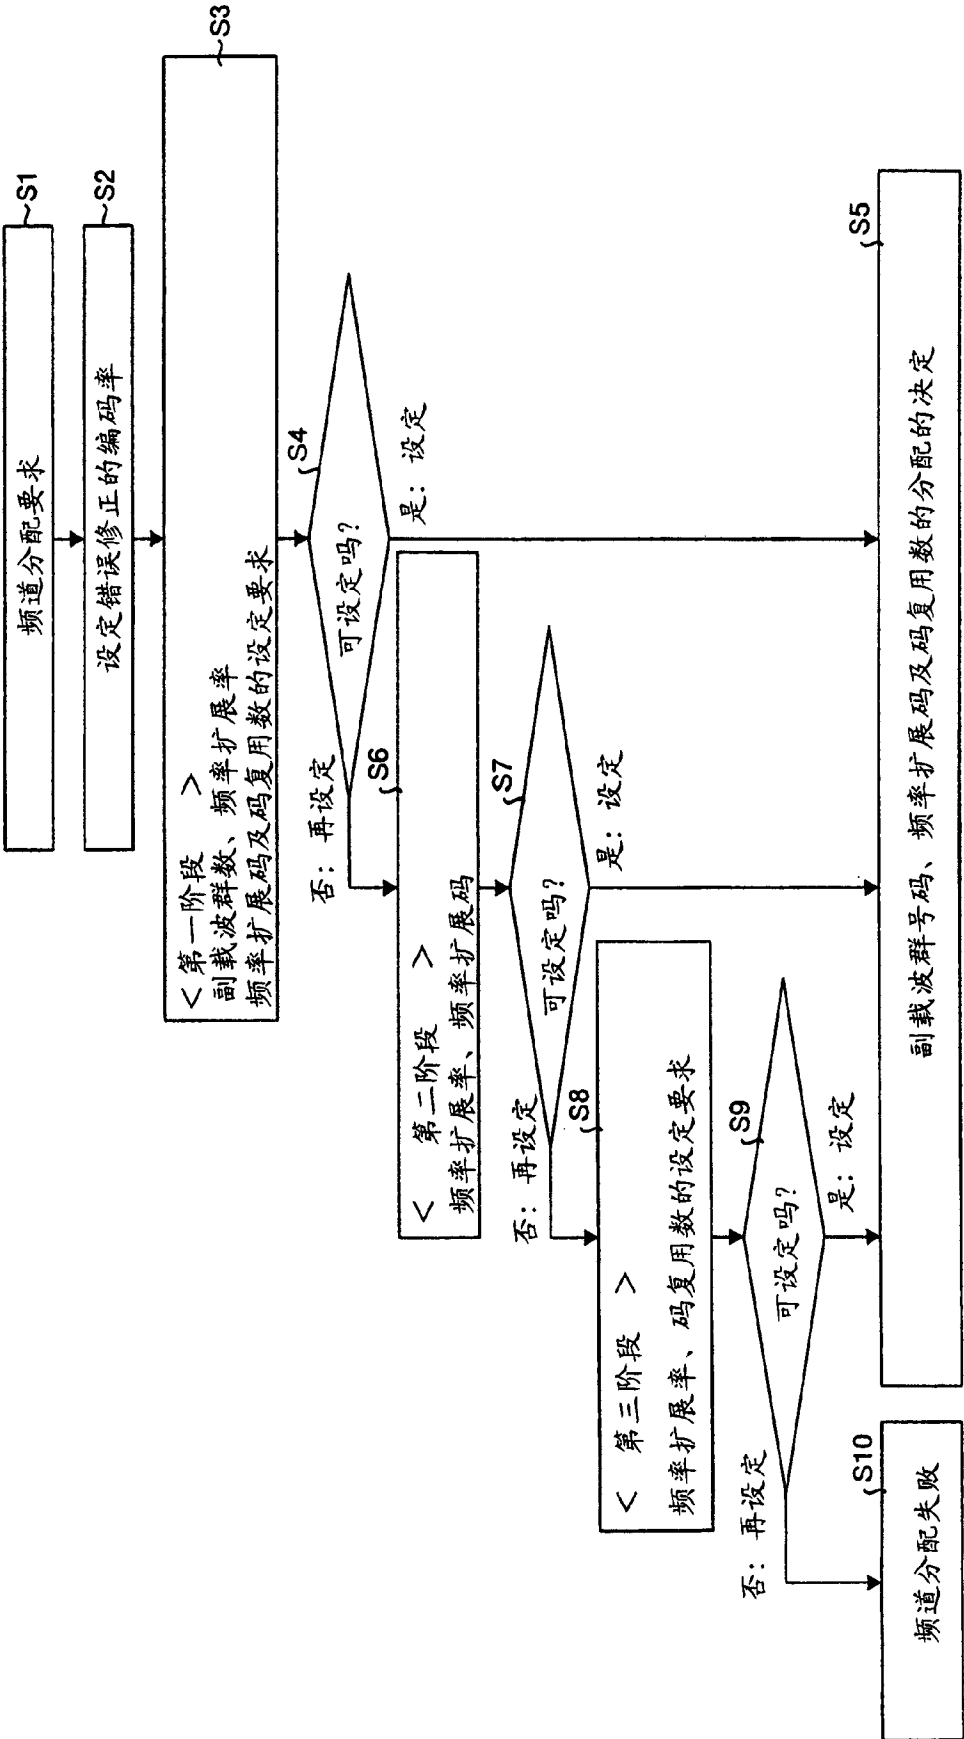 频道分配要求
S1
设定错误修正的编码率
S2
<第一阶段>
副载波群数、频率扩展率
频率扩展码及码复用数的设定要求
S3
可设定吗?
S4
是: 设定
否: 再设定
S6
< 第二阶段 >
频率扩展率、频率扩展码
可设定吗?
S7
是: 设定
否: 再设定
S8
< 第三阶段 >
频率扩展率、码复用数的设定要求
可设定吗?
S9
是: 设定
否: 再设定
副载波群号码、频率扩展码及码复用数的分配的决定
S5
频道分配失败
S10